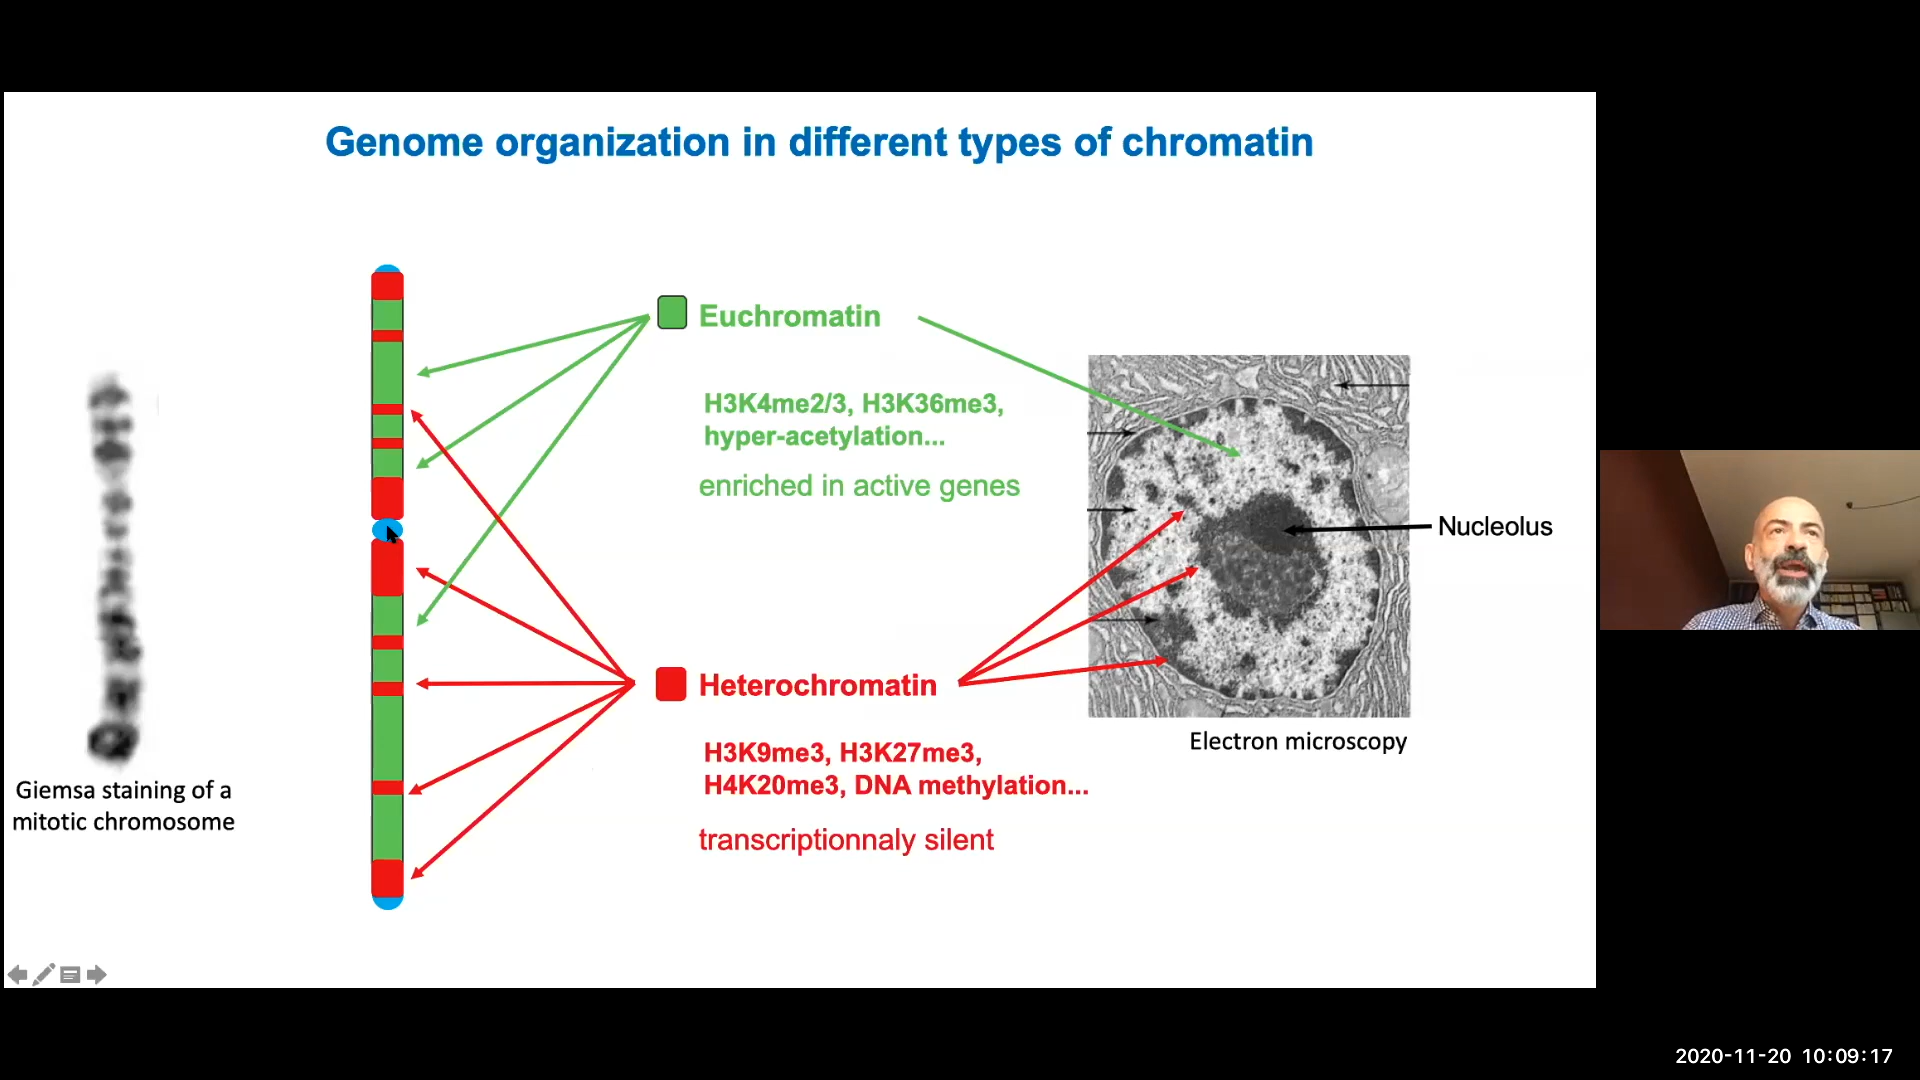 Genome organization in different types of chromatin
Euchromatin
H3K4me2/3, H3K36me3,
hyper-acetylation...
enriched in active genes
Nucleolus
Heterochromatin
H3K9me3, H3K27me3,
H4K20me3, DNA methylation...
transcriptionnaly silent
Electron microscopy
Giemsa staining of a
mitotic chromosome
2020-11-20 10:09:17